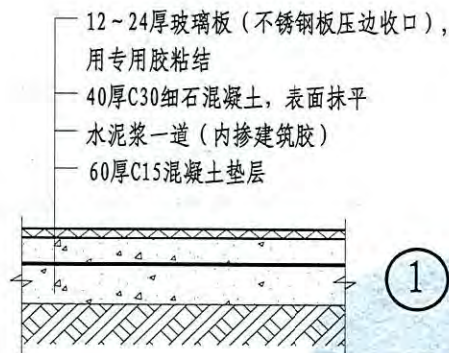 12~24厚玻璃板（不锈钢板压边收口），
用专用胶粘结
40厚C30细石混凝土，表面抹平
水泥浆一道（内掺建筑胶）
60厚C15混凝土垫层
1